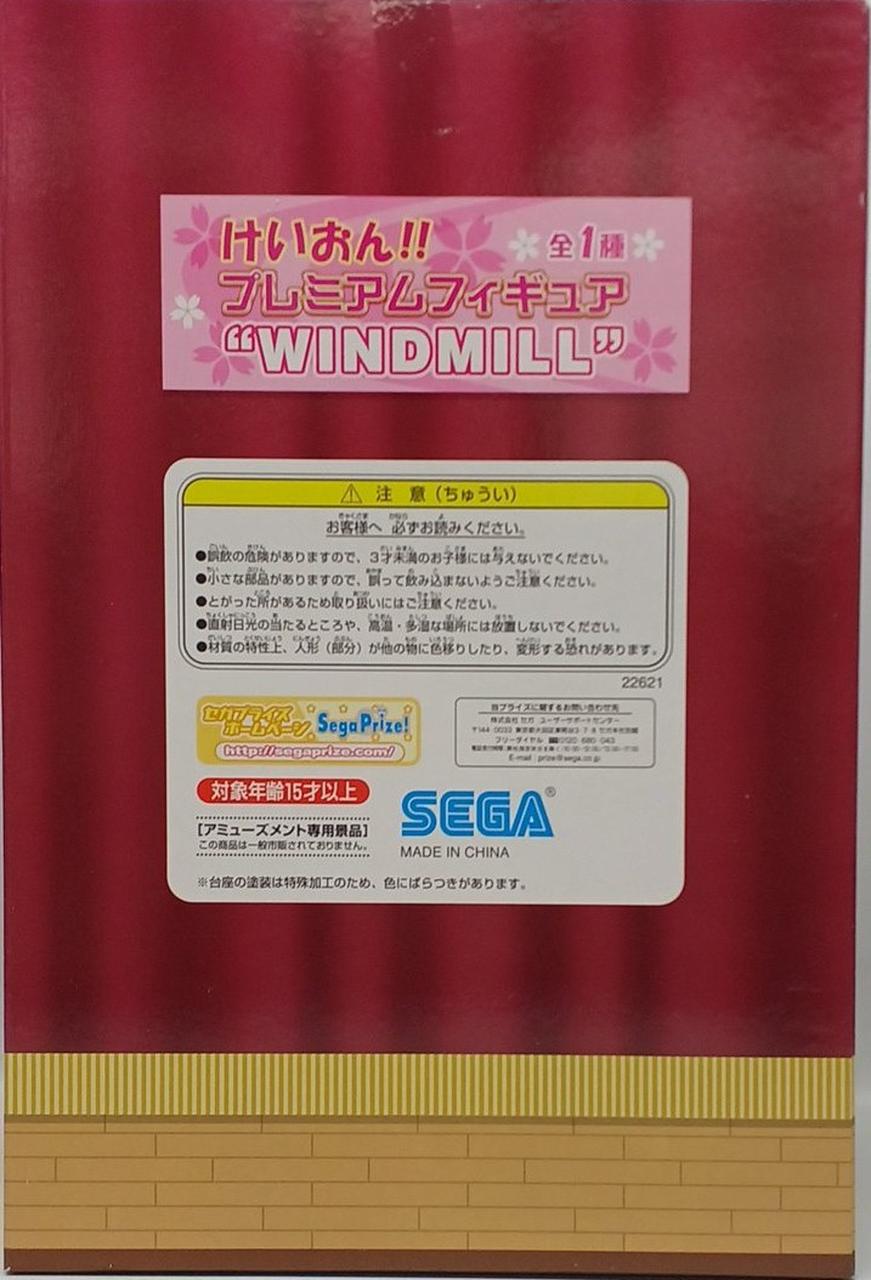 けいおん!!
全1種
プレミアムフィギュア
“WINDMILL”
⚠ 注 意（ちゅうい）
お客様へ 必ずお読みください。
●誤飲の危険がありますので、3才未満のお子様には与えないでください。
●小さな部品がありますので、誤って飲み込まないようご注意ください。
●とがった所があるため取り扱いにはご注意ください。
●直射日光の当たるところや、高温・多湿な場所には放置しないでください。
●材質の特性上、人形（部分）が他の物に色移りしたり、変形する恐れがあります。
22621
セガプライズ
ホームページ
Sega Prize!
http://segaprize.com/
当プライズに関するお問い合わせ先
株式会社 セガ ユーザーサポートセンター
フリーダイヤル 0120-680-043
E-mail : prize@sega.co.jp
対象年齢15才以上
［アミューズメント専用景品］
この商品は一般市販されておりません。
SEGA®
MADE IN CHINA
※台座の塗装は特殊加工のため、色にばらつきがあります。